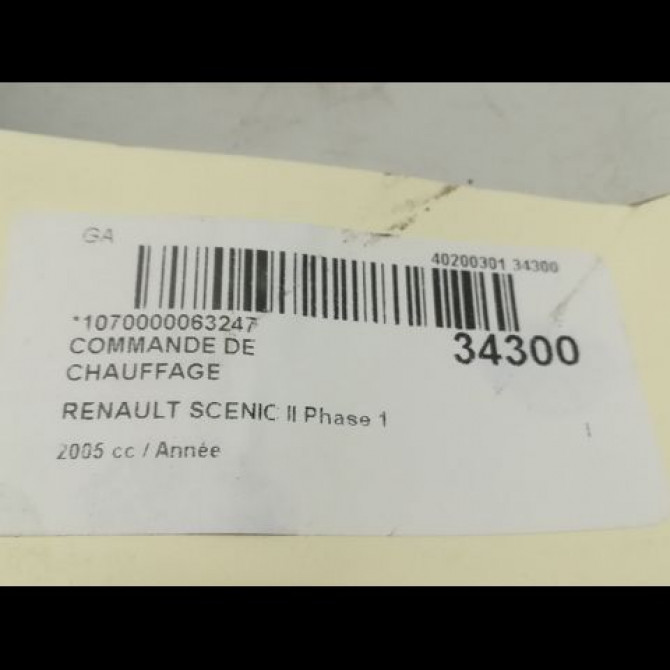 GA
40200301 34300
*1070000063247*
34300
COMMANDE DE
CHAUFFAGE
RENAULT SCENIC II Phase 1
2005 cc / Année